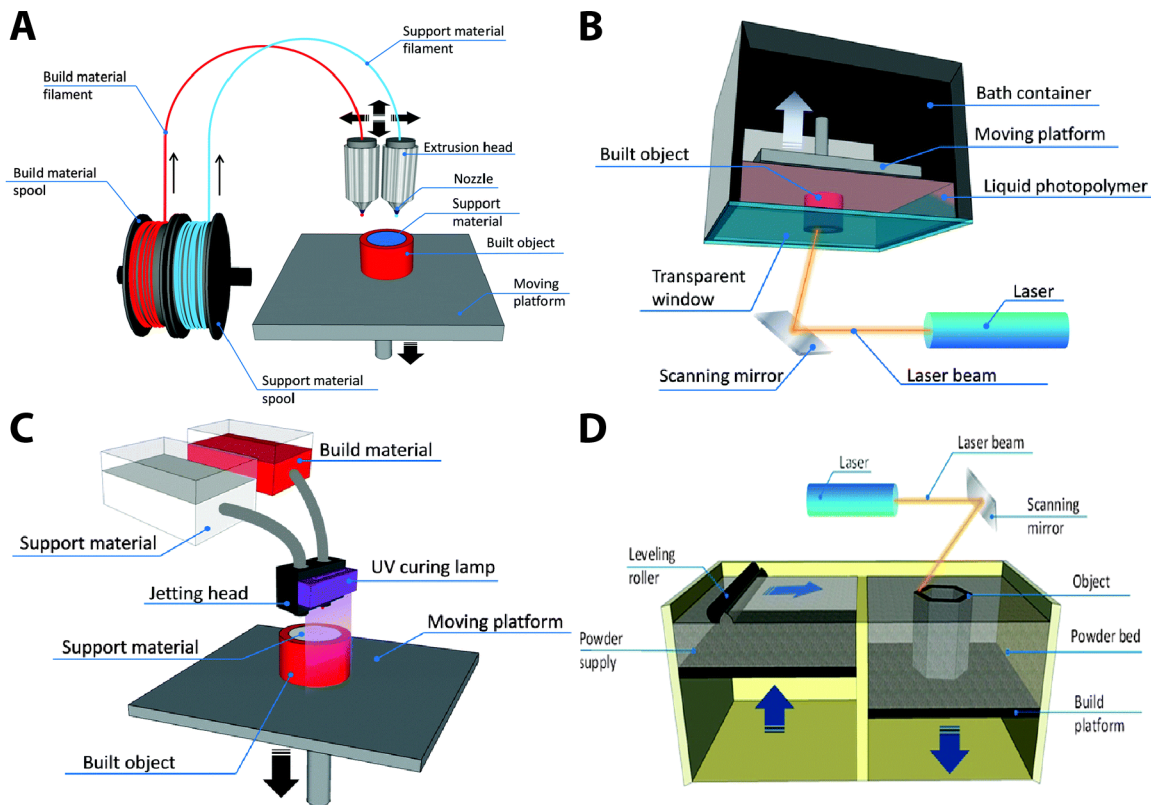 A
Support material
filament
Build material
filament
Extrusion head
Build material
spool
Nozzle
Support
material
Built object
Moving
platform
Support material
spool
B
Bath container
Moving platform
Built object
Liquid photopolymer
Transparent
window
Laser
Scanning mirror
Laser beam
C
Build material
Support material
UV curing lamp
Jetting head
Moving platform
Support material
Built object
D
Laser beam
Laser
Scanning
mirror
Leveling
roller
Object
Powder
supply
Powder bed
Build
platform